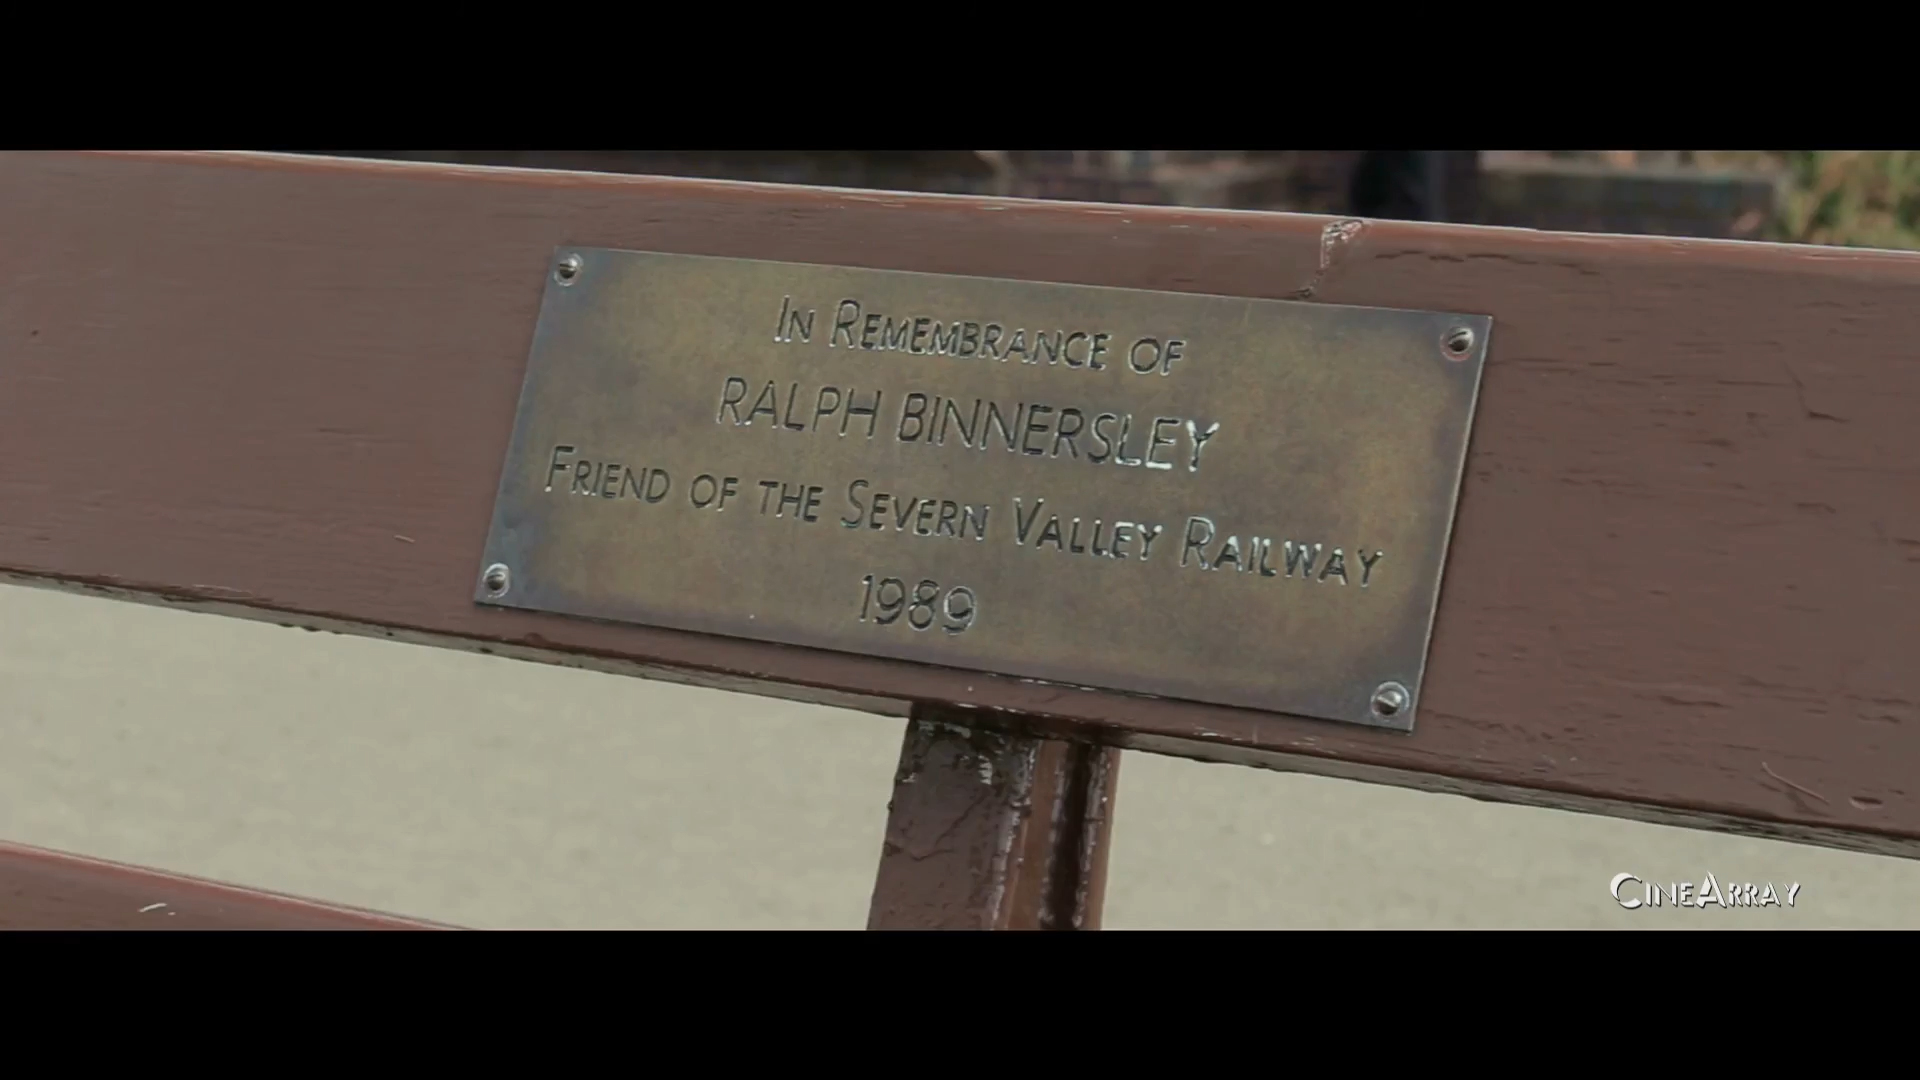 In Remembrance of
RALPH BINNERSLEY
Friend of the Severn Valley Railway
1989
CineArray